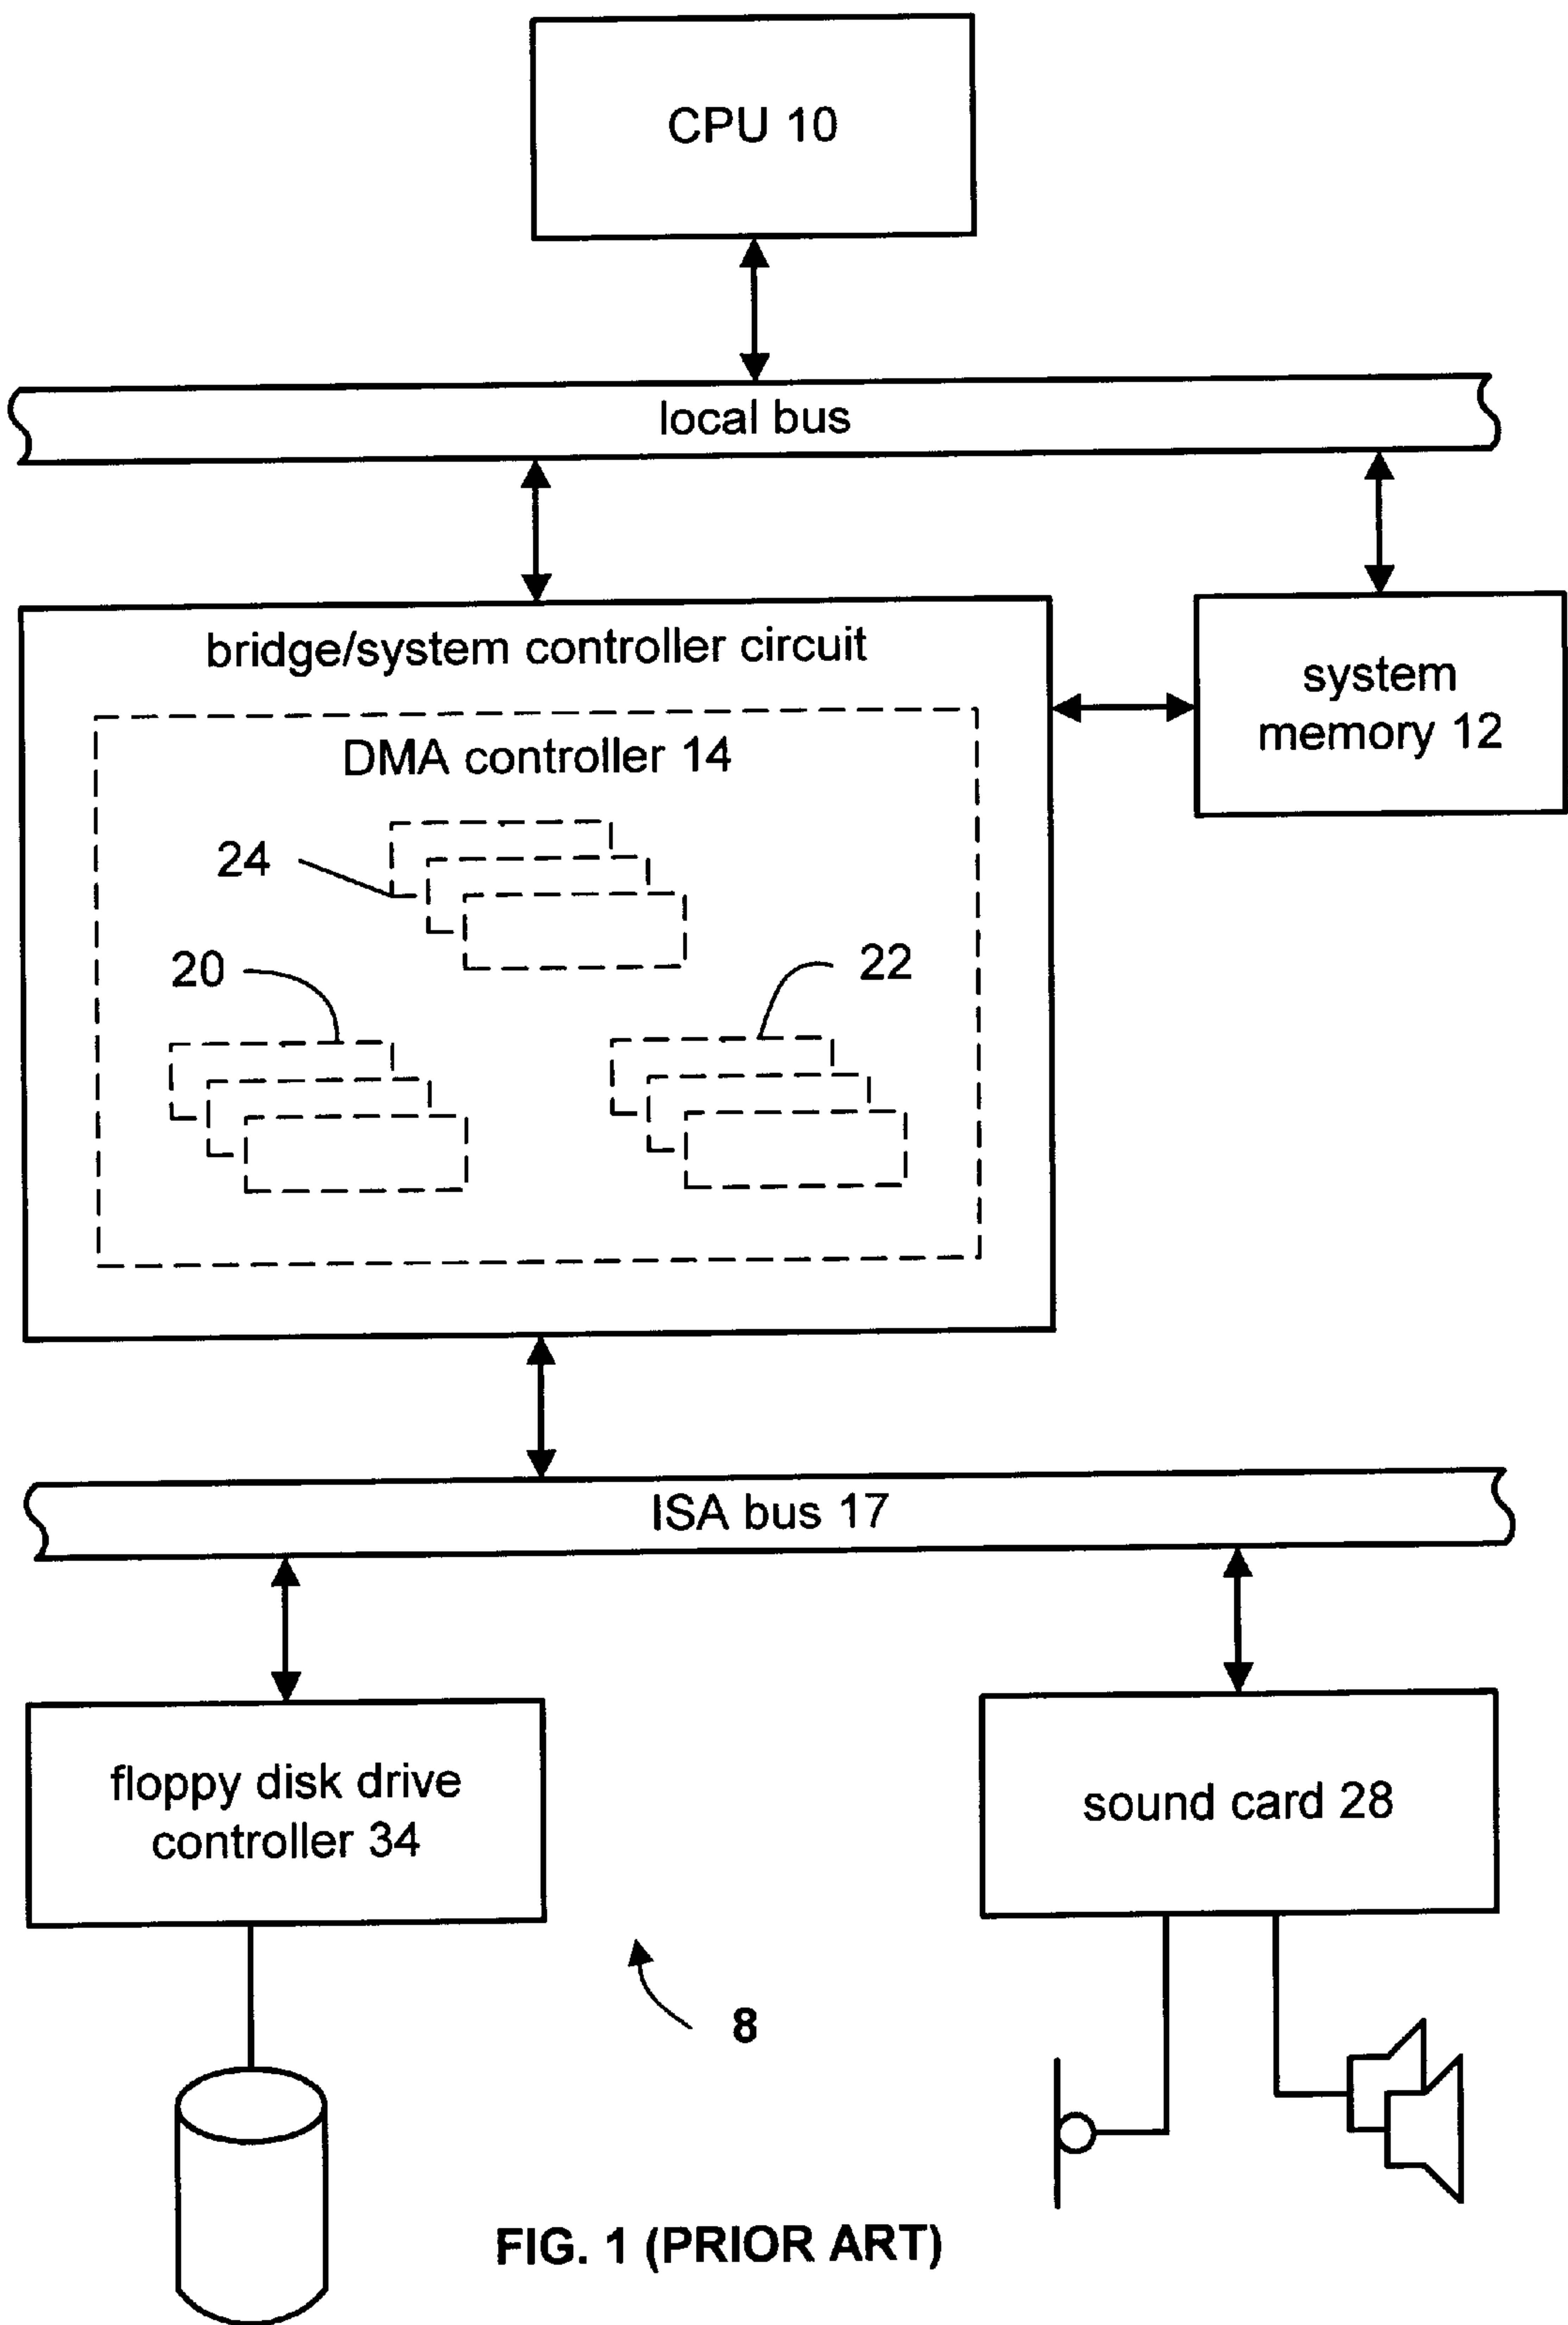 CPU 10
local bus
bridge/system controller circuit
system
memory 12
DMA controller 14
24
20
22
ISA bus 17
floppy disk drive
controller 34
sound card 28
8
FIG. 1 (PRIOR ART)